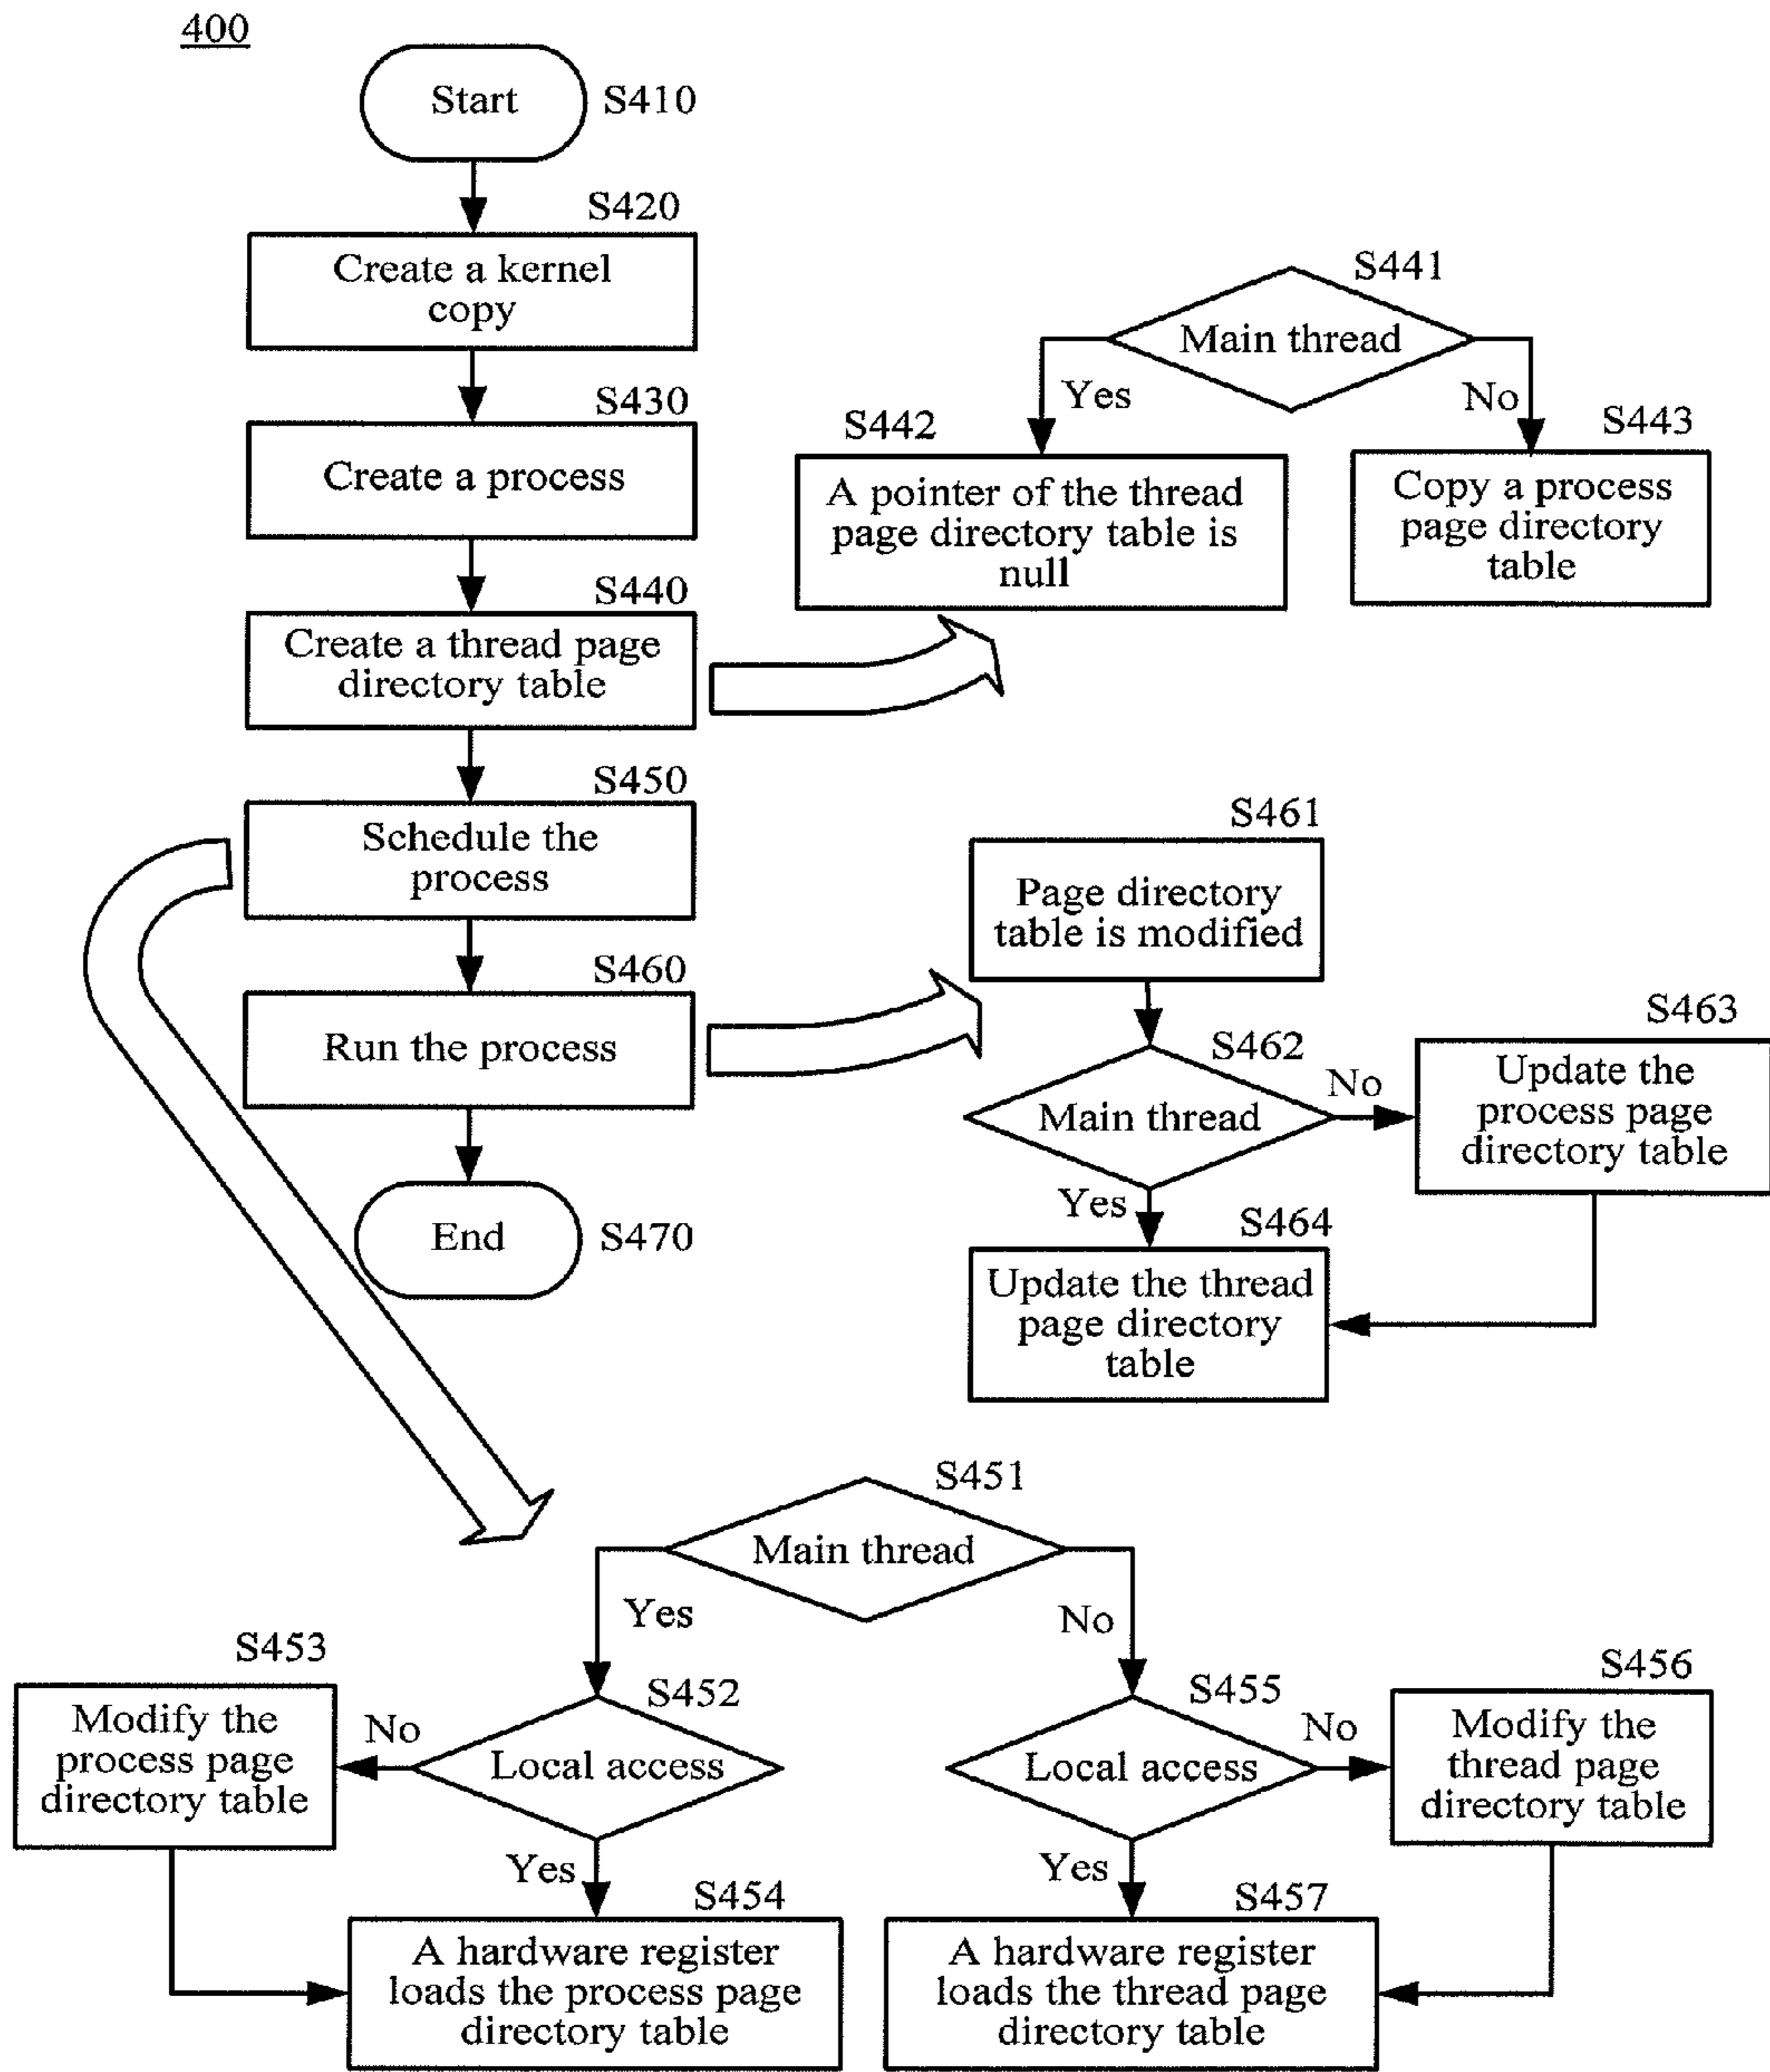 400
Start
S410
S420
Create a kernel
copy
S430
Create a process
S440
Create a thread page
directory table
S441
Main thread
Yes
No
S442
A pointer of the thread
page directory table is
null
S443
Copy a process
page directory
table
S450
Schedule the
process
S460
Run the process
S461
Page directory
table is modified
S462
Main thread
No
S463
Update the
process page
directory table
Yes
S464
Update the thread
page directory
table
End
S470
S451
Main thread
Yes
No
S452
Local access
No
S453
Modify the
process page
directory table
Yes
S454
A hardware register
loads the process page
directory table
S455
Local access
No
S456
Modify the
thread page
directory table
Yes
S457
A hardware register
loads the thread page
directory table